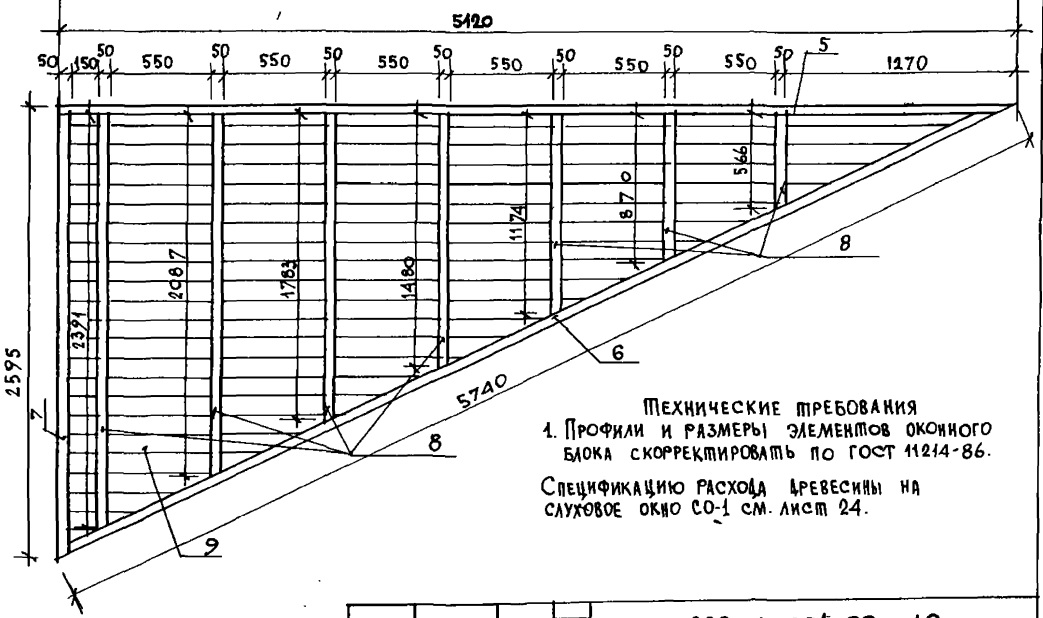 5120
50 150 50 550 50 550 50 550 50 550 50 550 50 550 50 5 1270
2595
2391
2087
1783
1480
1174
870
566
8
7
6
5740
8
9
ТЕХНИЧЕСКИЕ ТРЕБОВАНИЯ
1. ПРОФИЛИ И РАЗМЕРЫ ЭЛЕМЕНТОВ ОКОННОГО
БЛОКА СКОРРЕКТИРОВАТЬ ПО ГОСТ 11214-86.
СПЕЦИФИКАЦИЮ РАСХОДА ДРЕВЕСИНЫ НА
СЛУХОВОЕ ОКНО СО-1 СМ. ЛИСТ 24.